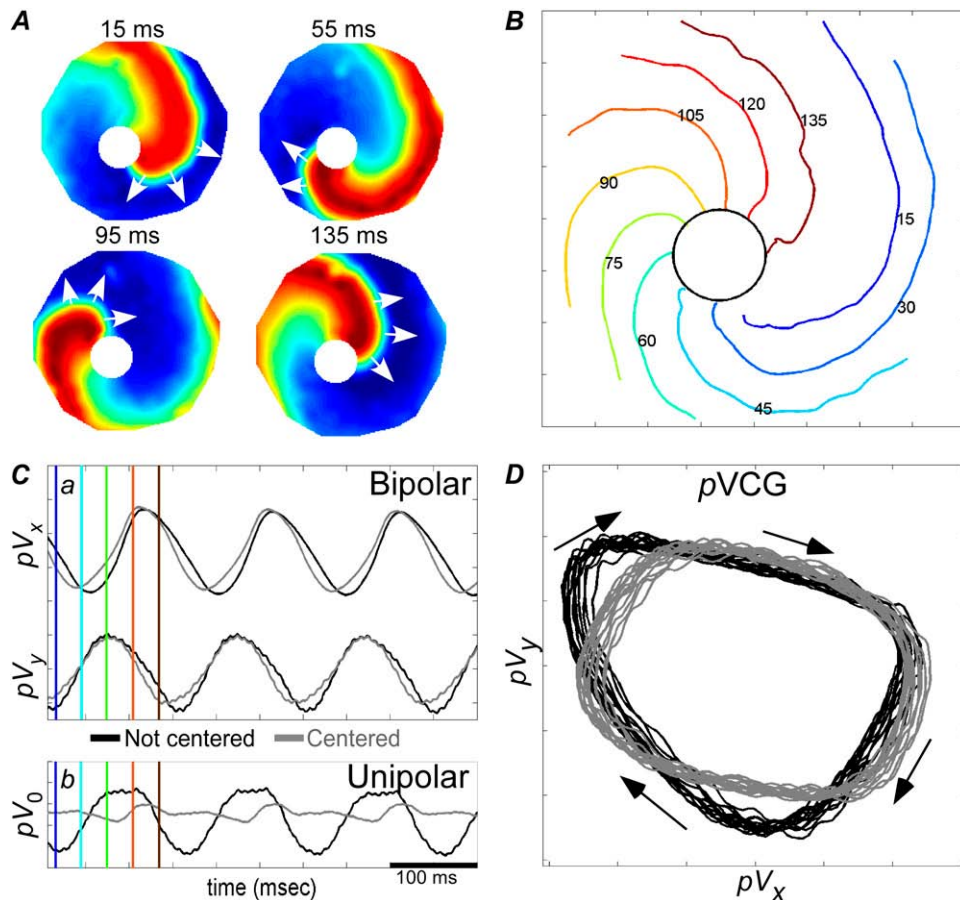 A
15 ms
55 ms
95 ms
135 ms
B
120
135
105
90
75
15
30
60
45
C
a
Bipolar
pVx
pVy
Not centered
Centered
b
Unipolar
pV0
100 ms
time (msec)
D
pVCG
pVy
pVx